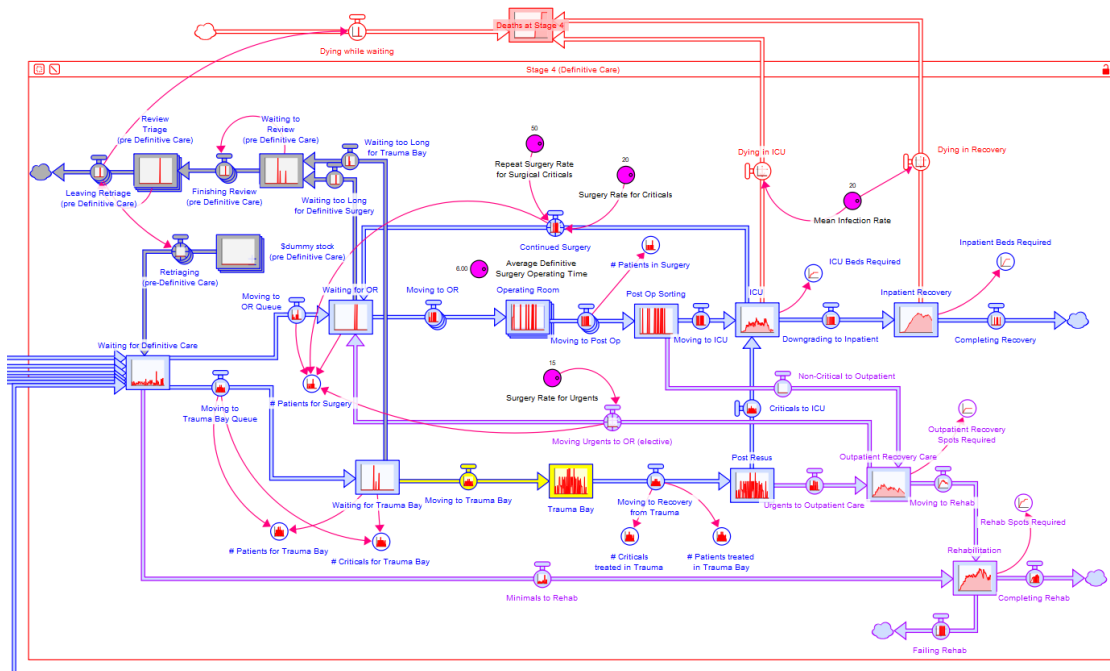 Deaths at Stage 4
Dying while waiting
Stage 4 (Definitive Care)
Review
Triage
(pre Definitive Care)
Waiting to
Review
(pre Definitive Care)
Waiting too Long
for Trauma Bay
50
Repeat Surgery Rate
for Surgical Criticals
20
Surgery Rate for Criticals
Dying in ICU
Dying in Recovery
20
Mean Infection Rate
Leaving Retriage
(pre Definitive Care)
Finishing Review
(pre Definitive Care)
Waiting too Long
for Definitive Surgery
Continued Surgery
Retriaging
(pre-Definitive Care)
$dummy stock
(pre Definitive Care)
6.00
Average Definitive
Surgery Operating Time
# Patients in Surgery
ICU Beds Required
Inpatient Beds Required
Moving to
OR Queue
Waiting for OR
Moving to OR
Operating Room
Post Op Sorting
ICU
Inpatient Recovery
Moving to Post Op
Moving to ICU
Downgrading to Inpatient
Completing Recovery
Waiting for Definitive Care
15
Surgery Rate for Urgents
Non-Critical to Outpatient
# Patients for Surgery
Moving to
Trauma Bay Queue
Criticals to ICU
Outpatient Recovery
Spots Required
Moving Urgents to OR (elective)
Post Resus
Outpatient Recovery Care
Waiting for Trauma Bay
Moving to Trauma Bay
Trauma Bay
Moving to Recovery
from Trauma
Urgents to Outpatient Care
Moving to Rehab
Rehab Spots Required
# Patients for Trauma Bay
# Criticals for Trauma Bay
# Criticals
treated in Trauma
# Patients treated
in Trauma Bay
Rehabilitation
Minimals to Rehab
Completing Rehab
Failing Rehab